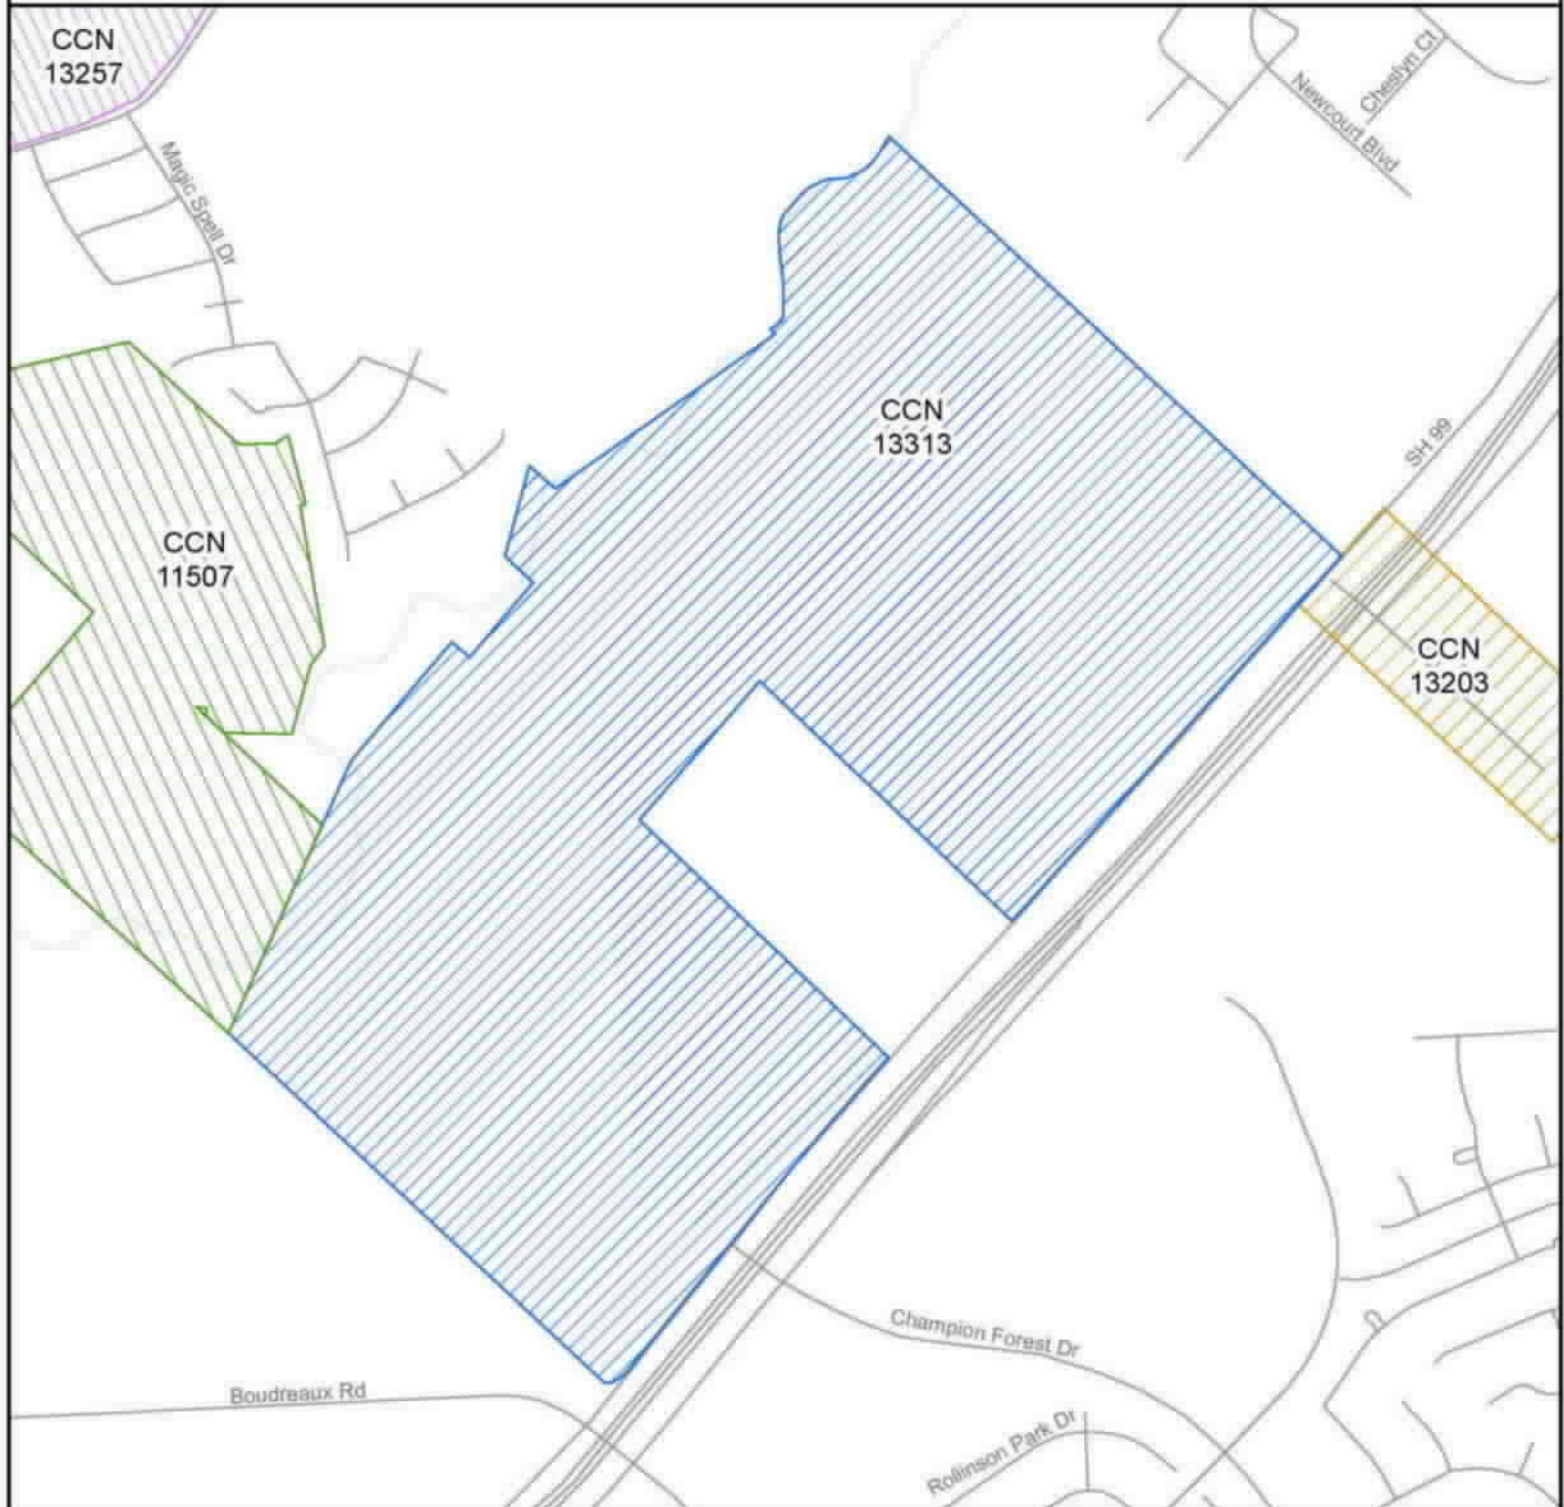 CCN
13257
Magic Spell Dr
Newcourt Blvd
Cheslyn Ct
CCN
13313
SH 99
CCN
11507
CCN
13203
Champion Forest Dr
Boudreaux Rd
Rollinson Park Dr